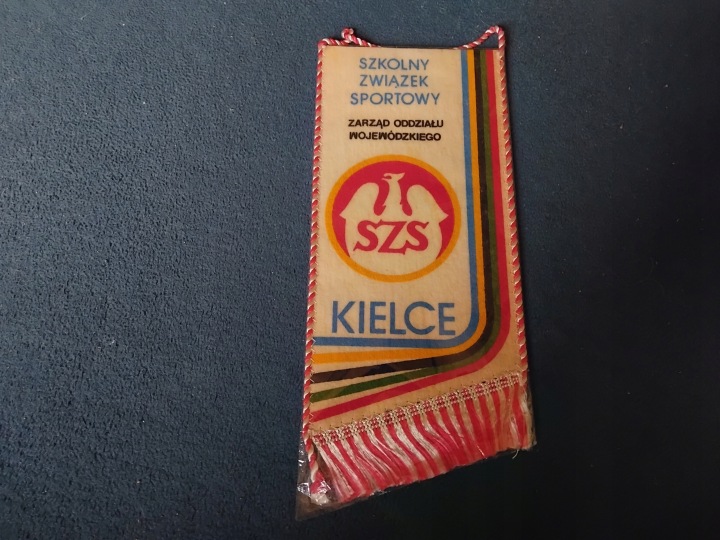 SZKOLNY
ZWIĄZEK
SPORTOWY
ZARZĄD ODDZIAŁU
WOJEWÓDZKIEGO
SZS
KIELCE